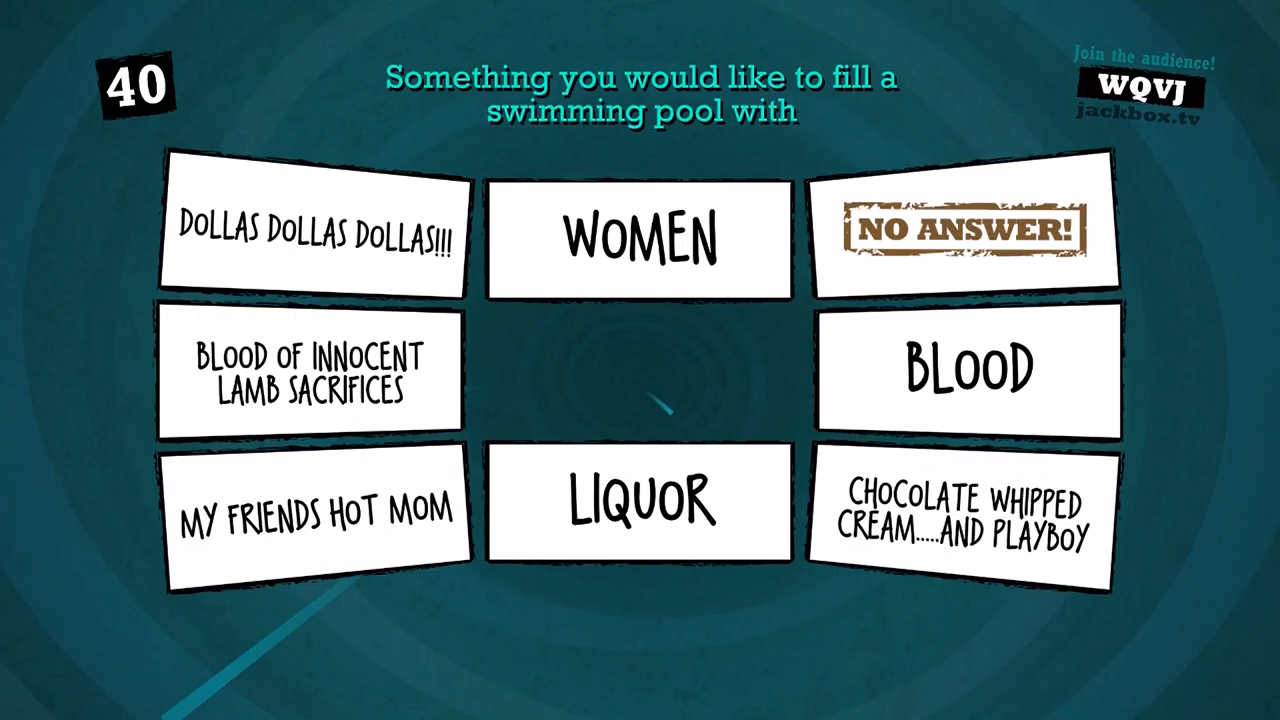 40
Something you would like to fill a
swimming pool with
Join the audience!
WQVJ
jackbox.tv
DOLLAS DOLLAS DOLLAS!!!
WOMEN
NO ANSWER!
BLOOD OF INNOCENT
LAMB SACRIFICES
BLOOD
MY FRIENDS HOT MOM
LIQUOR
CHOCOLATE WHIPPED
CREAM.....AND PLAYBOY